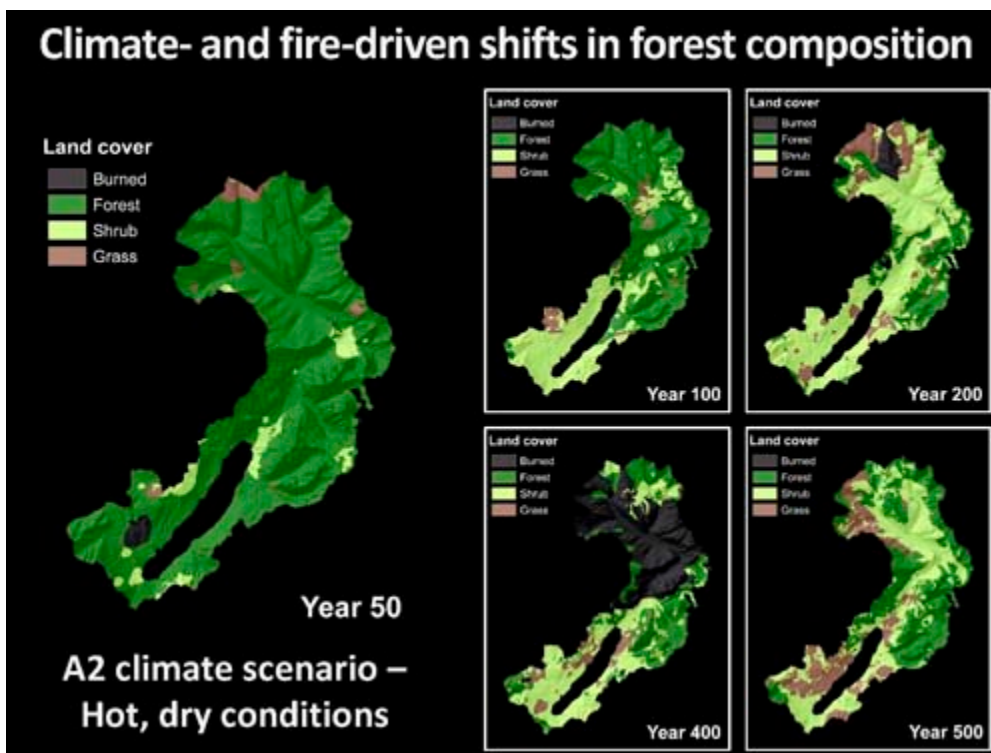 Climate- and fire-driven shifts in forest composition
Land cover
Burned
Forest
Shrub
Grass
Year 50
A2 climate scenario –
Hot, dry conditions
Land cover
Burned
Forest
Shrub
Grass
Year 100
Land cover
Burned
Forest
Shrub
Grass
Year 200
Land cover
Burned
Forest
Shrub
Grass
Year 400
Land cover
Burned
Forest
Shrub
Grass
Year 500